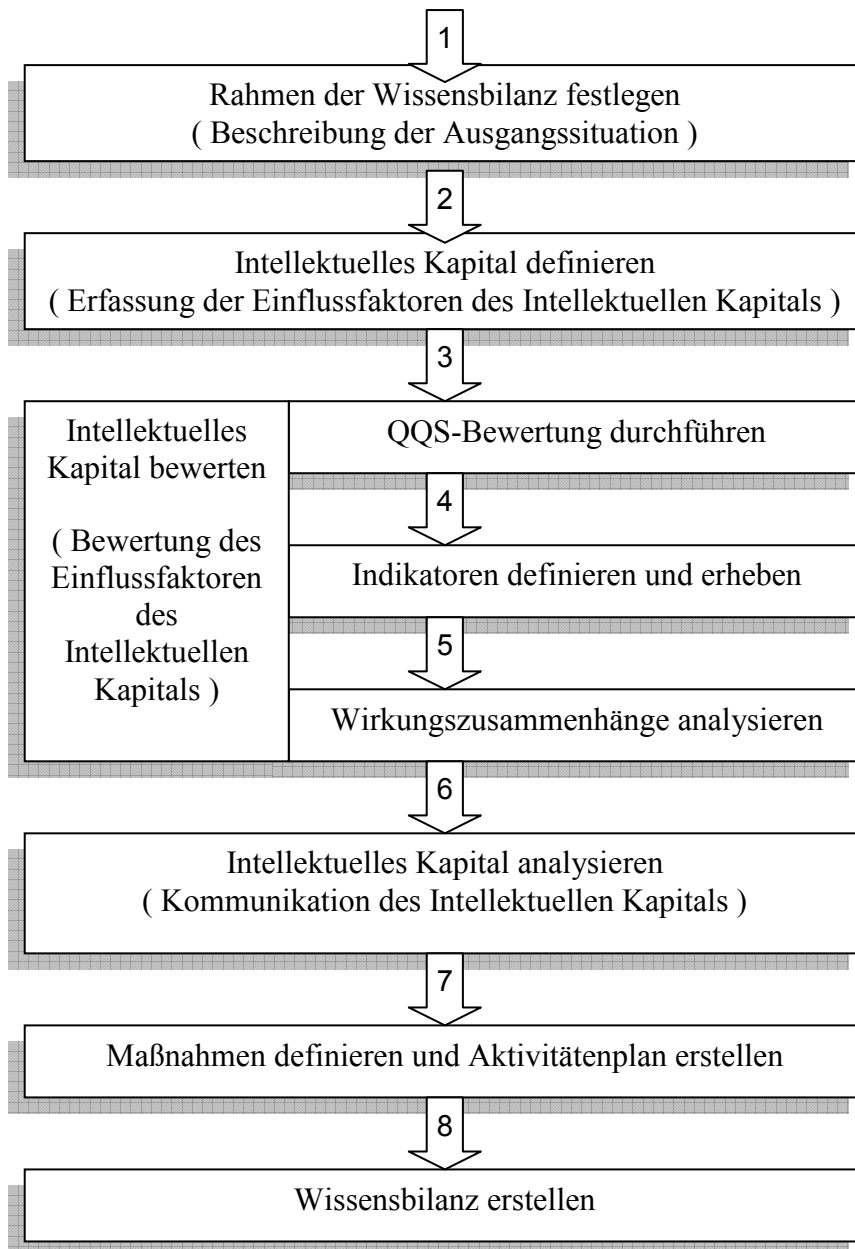 1
Rahmen der Wissensbilanz festlegen
( Beschreibung der Ausgangssituation )
2
Intellektuelles Kapital definieren
( Erfassung der Einflussfaktoren des Intellektuellen Kapitals )
3
Intellektuelles
Kapital bewerten
( Bewertung des
Einflussfaktoren
des
Intellektuellen
Kapitals )
QQS-Bewertung durchführen
4
Indikatoren definieren und erheben
5
Wirkungszusammenhänge analysieren
6
Intellektuelles Kapital analysieren
( Kommunikation des Intellektuellen Kapitals )
7
Maßnahmen definieren und Aktivitätenplan erstellen
8
Wissensbilanz erstellen